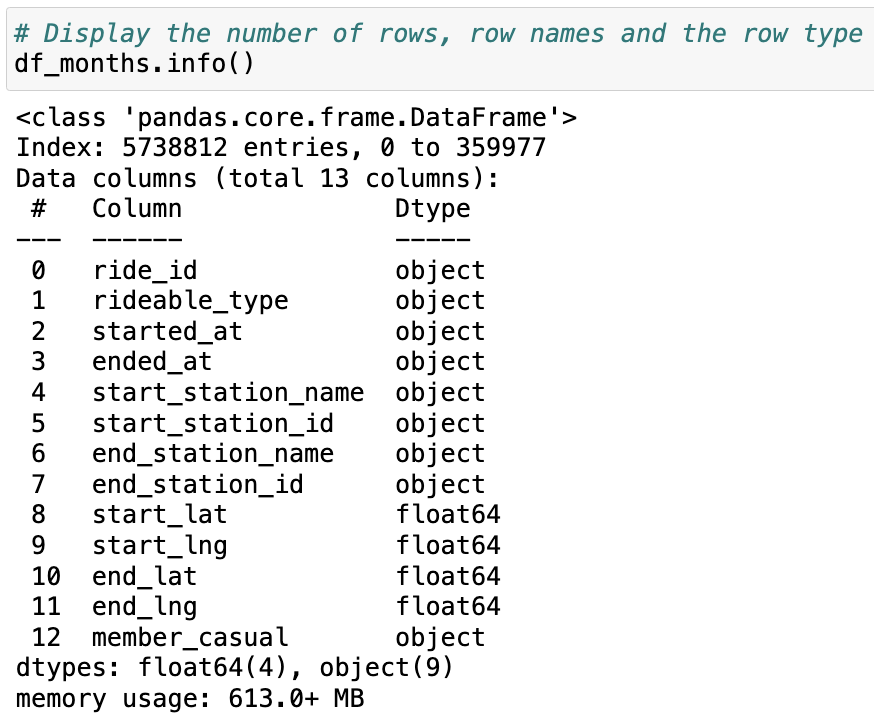 # Display the number of rows, row names and the row type
df_months.info()
<class 'pandas.core.frame.DataFrame'>
Index: 5738812 entries, 0 to 359977
Data columns (total 13 columns):
 #   Column              Dtype
---  ------              -----
 0   ride_id             object
 1   rideable_type       object
 2   started_at          object
 3   ended_at            object
 4   start_station_name  object
 5   start_station_id    object
 6   end_station_name    object
 7   end_station_id      object
 8   start_lat           float64
 9   start_lng           float64
 10  end_lat             float64
 11  end_lng             float64
 12  member_casual       object
dtypes: float64(4), object(9)
memory usage: 613.0+ MB